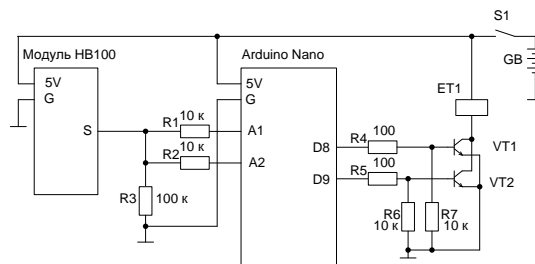 S1
Модуль HB100
Arduino Nano
GB
5V
G
5V
G
ET1
R1
10 к
S
A1
10 к
R2
A2
D8
R4
100
VT1
100
D9
R5
VT2
R3
100 к
R6
10 к
R7
10 к